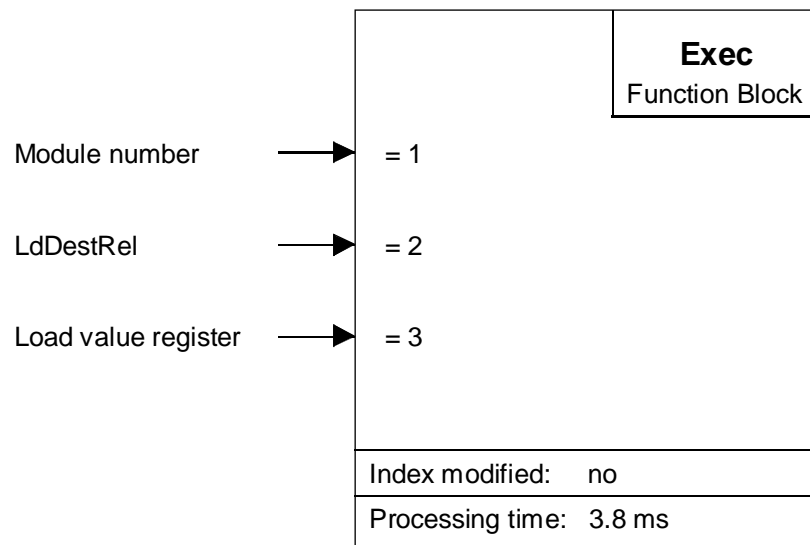 Exec
Function Block
Module number = 1
LdDestRel = 2
Load value register = 3
Index modified: no
Processing time: 3.8 ms